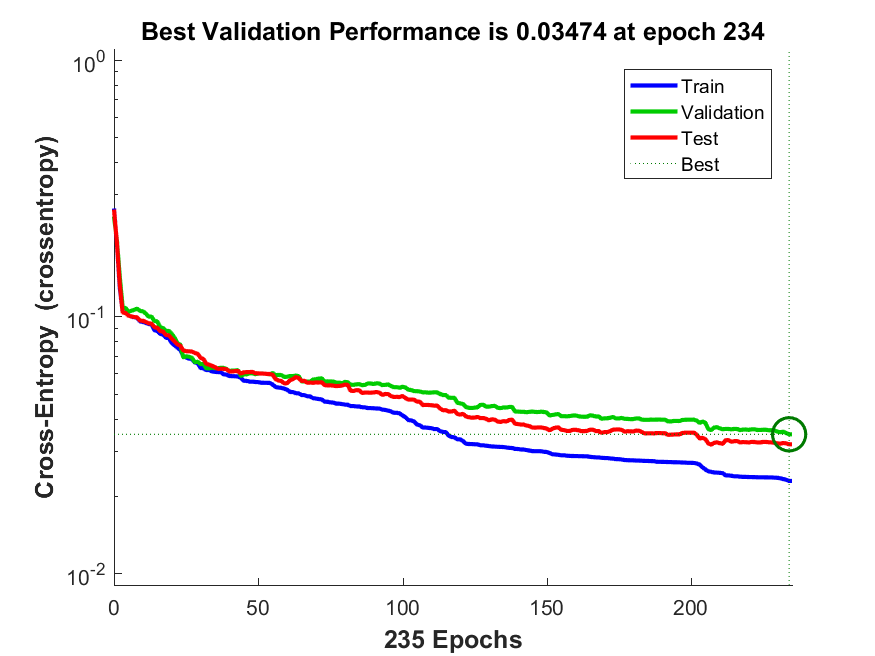 Best Validation Performance is 0.03474 at epoch 234
Train
Validation
Test
Best
Cross-Entropy (crossentropy)
10^0
10^-1
10^-2
0 50 100 150 200
235 Epochs